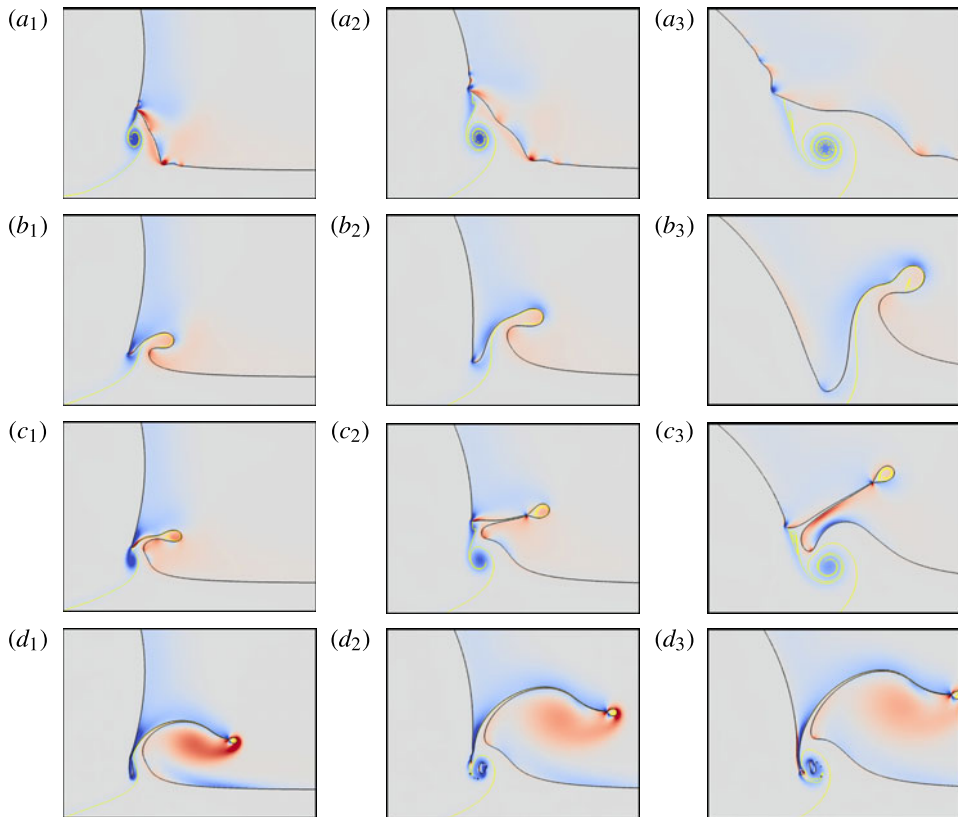 (a1) (a2) (a3)
(b1) (b2) (b3)
(c1) (c2) (c3)
(d1) (d2) (d3)